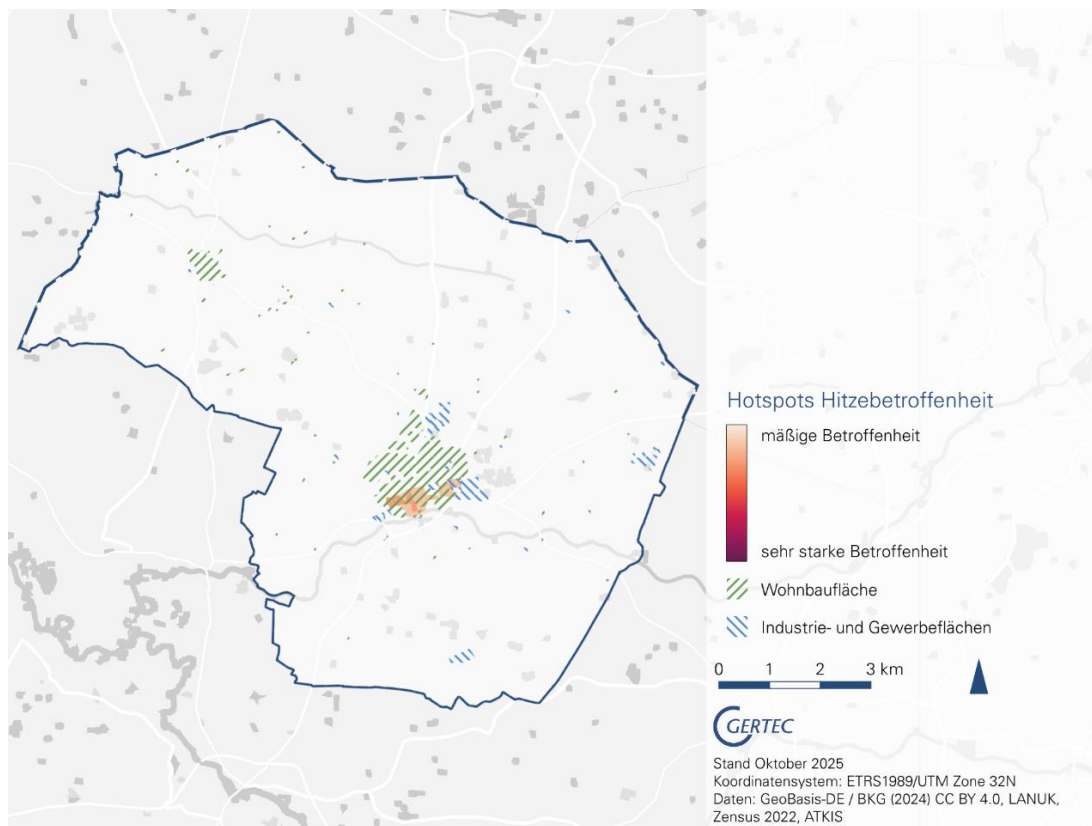 Hotspots Hitzebetroffenheit
mäßige Betroffenheit
sehr starke Betroffenheit
Wohnbaufläche
Industrie- und Gewerbeflächen
0 1 2 3 km
GERTEC
Stand Oktober 2025
Koordinatensystem: ETRS1989/UTM Zone 32N
Daten: GeoBasis-DE / BKG (2024) CC BY 4.0, LANUK,
Zensus 2022, ATKIS